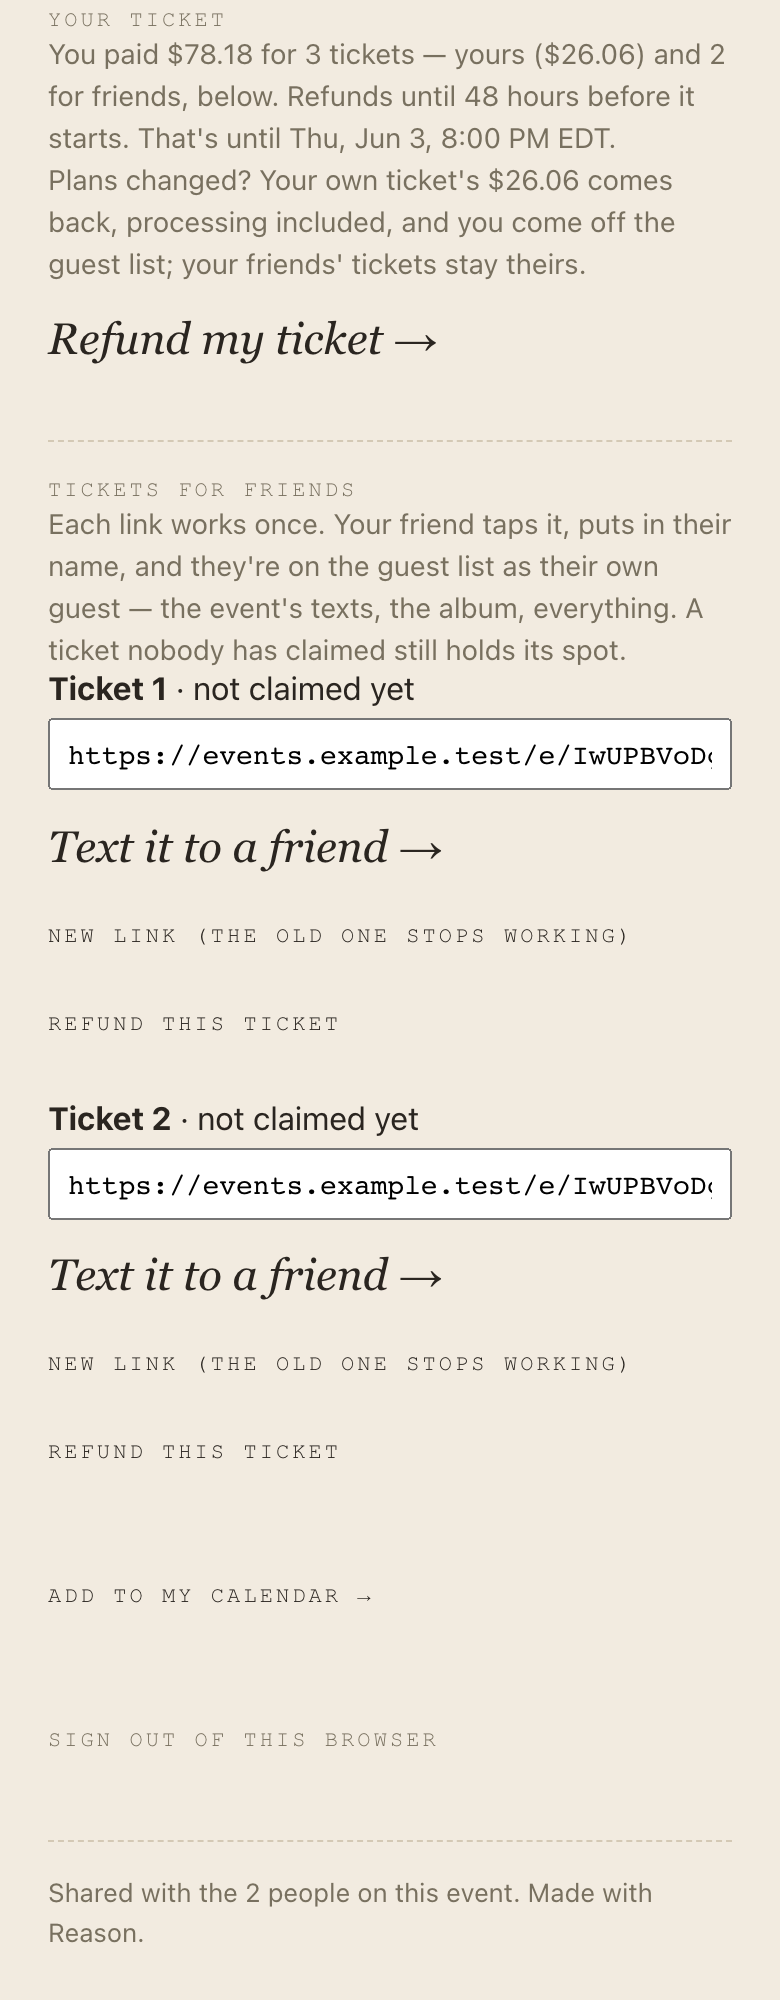 YOUR TICKET
You paid $78.18 for 3 tickets — yours ($26.06) and 2
for friends, below. Refunds until 48 hours before it
starts. That's until Thu, Jun 3, 8:00 PM EDT.
Plans changed? Your own ticket's $26.06 comes
back, processing included, and you come off the
guest list; your friends' tickets stay theirs.
Refund my ticket →
TICKETS FOR FRIENDS
Each link works once. Your friend taps it, puts in their
name, and they're on the guest list as their own
guest — the event's texts, the album, everything. A
ticket nobody has claimed still holds its spot.
Ticket 1 · not claimed yet
https://events.example.test/e/IwUPBVoD
Text it to a friend →
NEW LINK (THE OLD ONE STOPS WORKING)
REFUND THIS TICKET
Ticket 2 · not claimed yet
https://events.example.test/e/IwUPBVoD
Text it to a friend →
NEW LINK (THE OLD ONE STOPS WORKING)
REFUND THIS TICKET
ADD TO MY CALENDAR →
SIGN OUT OF THIS BROWSER
Shared with the 2 people on this event. Made with
Reason.